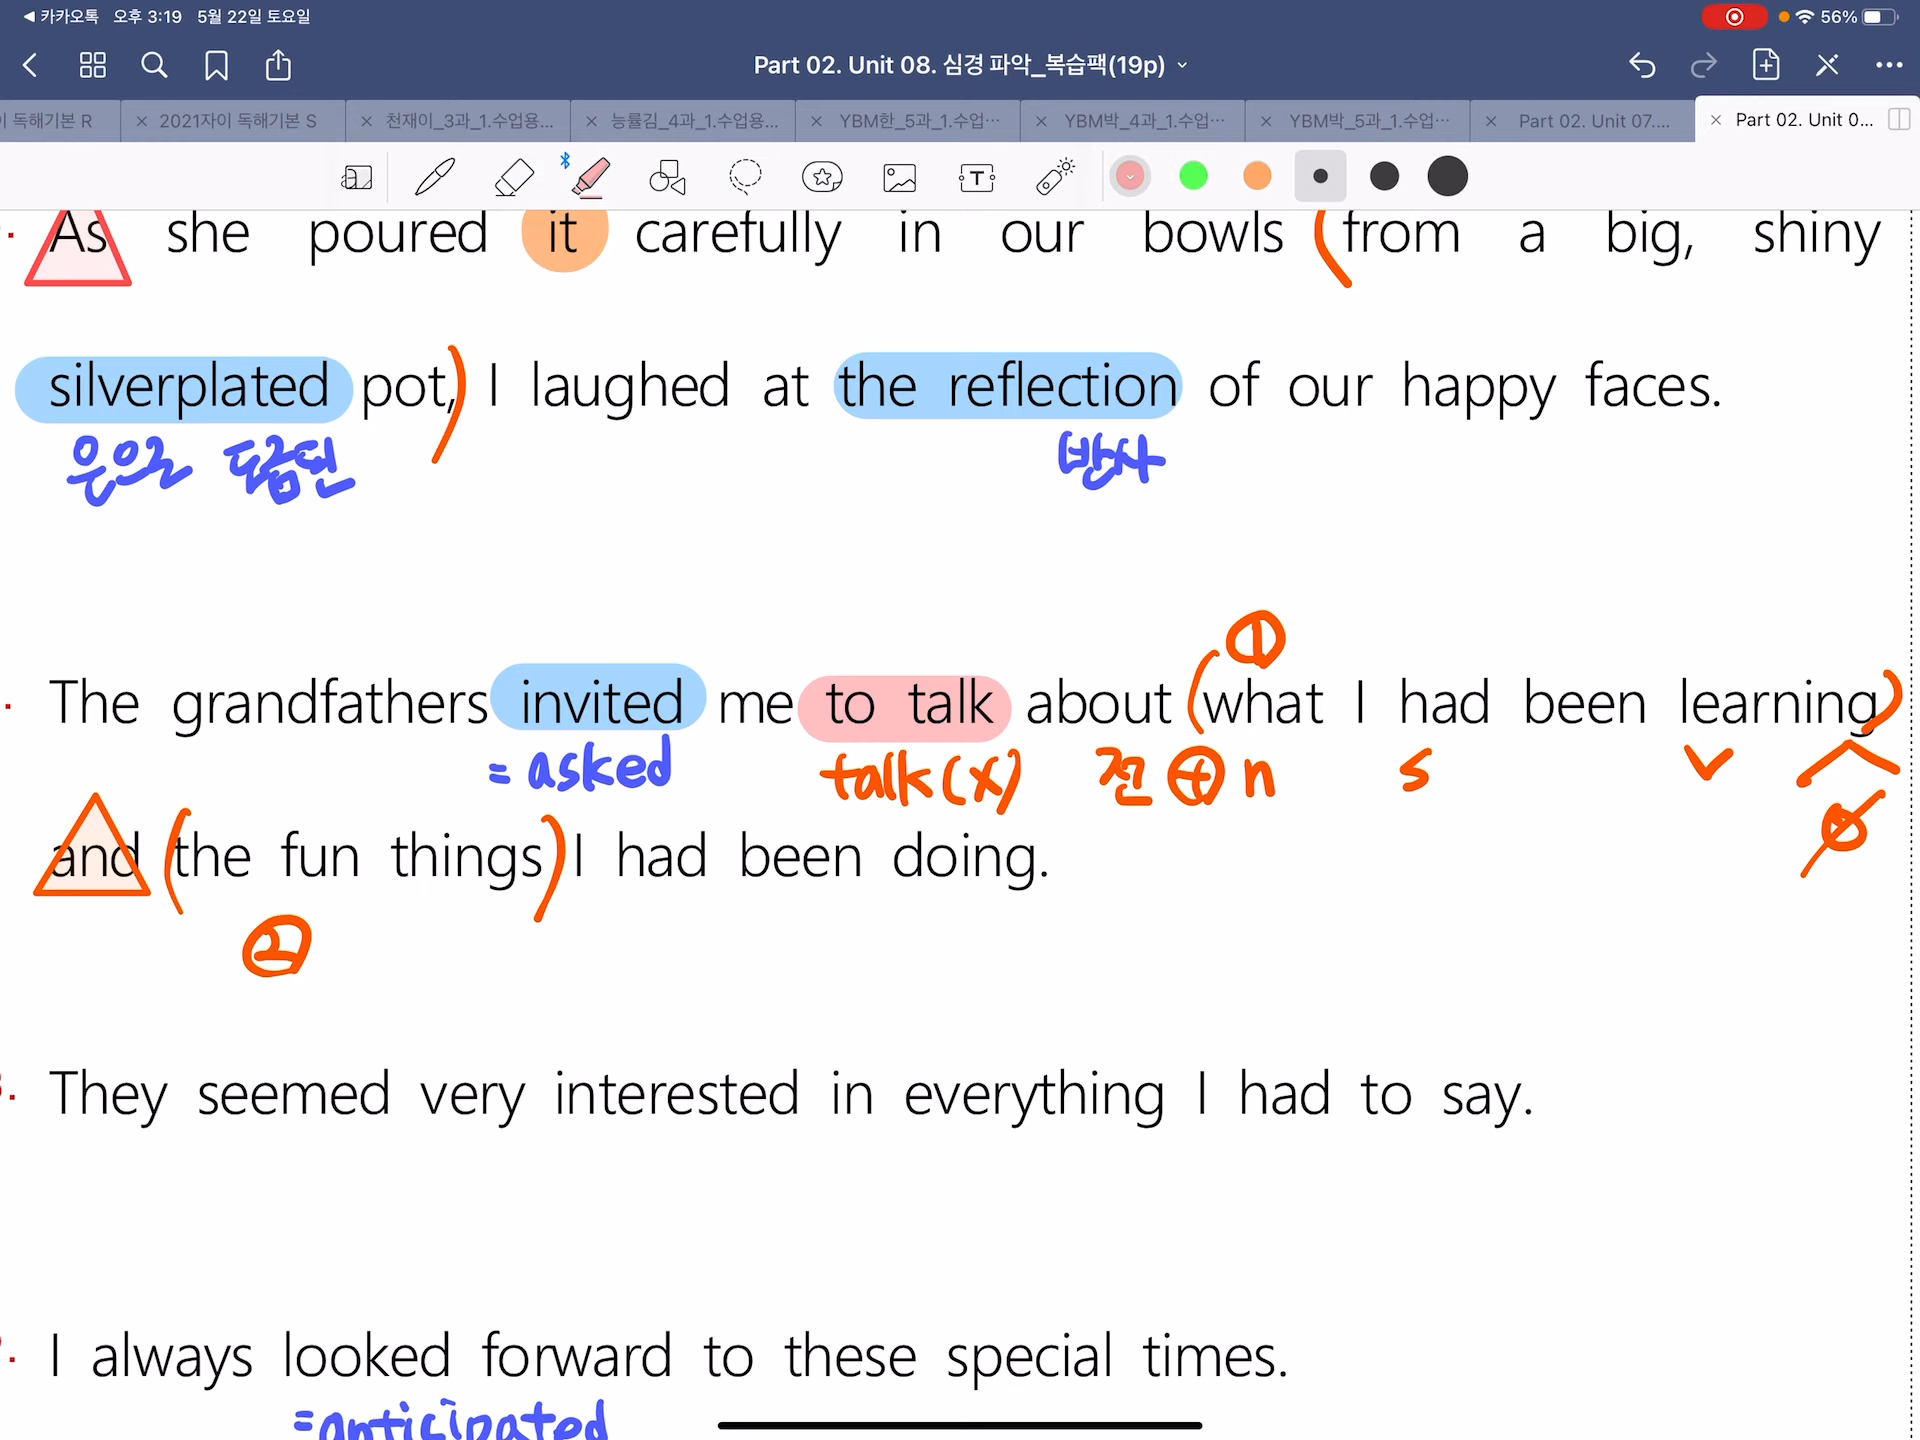 ◀ 카카오톡 오후 3:19 5월 22일 토요일 56%
Part 02. Unit 08. 심경 파악_복습팩(19p)
독해기본 R × 2021자이 독해기본 S × 천재이_3과_1.수업용... × 능률김_4과_1.수업용... × YBM한_5과_1.수업... × YBM박_4과_1.수업... × YBM박_5과_1.수업... × Part 02. Unit 07.... × Part 02. Unit 0...
As she poured it carefully in our bowls (from a big, shiny
silverplated pot,) I laughed at the reflection of our happy faces.
은으로 도금된 반사
①
The grandfathers invited me to talk about (what I had been learning)
= asked talk(x) 전 ⊕ n S V
and (the fun things) I had been doing.
②
They seemed very interested in everything I had to say.
I always looked forward to these special times.
=anticipated